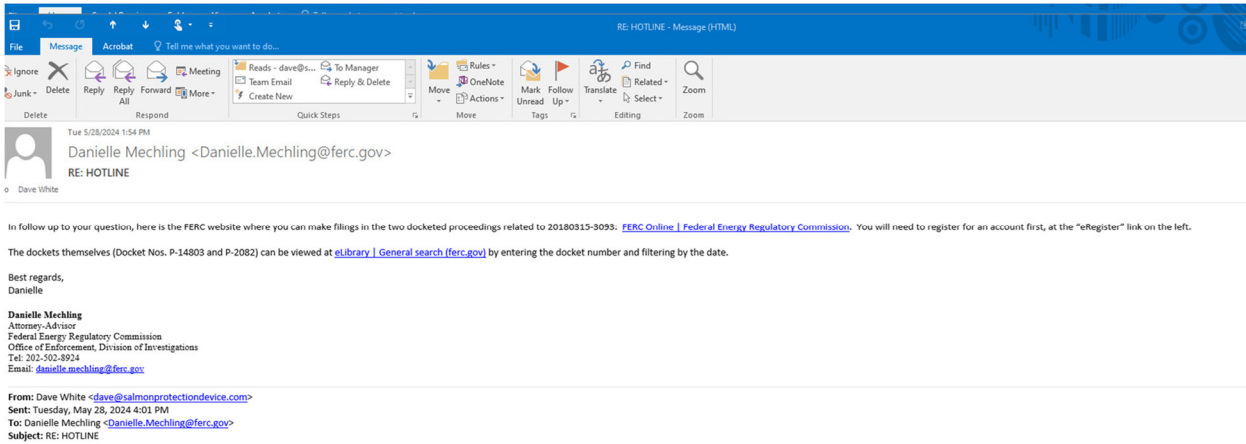 RE: HOTLINE - Message (HTML)
File Message Acrobat Tell me what you want to do...
Ignore
Junk
Delete
Reply
Reply All
Forward
Meeting
More
Reads - dave@s...
Team Email
Create New
To Manager
Reply & Delete
Move
Rules
OneNote
Actions
Mark Unread
Follow Up
Translate
Find
Related
Select
Zoom
Delete Respond Quick Steps Move Tags Editing Zoom
Tue 5/28/2024 1:54 PM
Danielle Mechling <Danielle.Mechling@ferc.gov>
RE: HOTLINE
o Dave White
In follow up to your question, here is the FERC website where you can make filings in the two docketed proceedings related to 20180315-3093: FERC Online | Federal Energy Regulatory Commission. You will need to register for an account first, at the "eRegister" link on the left.
The dockets themselves (Docket Nos. P-14803 and P-2082) can be viewed at eLibrary | General search (ferc.gov) by entering the docket number and filtering by the date.
Best regards,
Danielle
Danielle Mechling
Attorney-Advisor
Federal Energy Regulatory Commission
Office of Enforcement, Division of Investigations
Tel: 202-502-8924
Email: danielle.mechling@ferc.gov
From: Dave White <dave@salmonprotectiondevice.com>
Sent: Tuesday, May 28, 2024 4:01 PM
To: Danielle Mechling <Danielle.Mechling@ferc.gov>
Subject: RE: HOTLINE